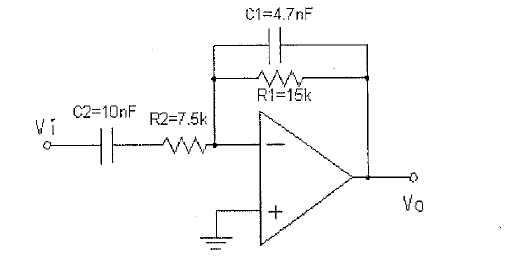 C1=4.7nF
R1=15k
C2=10nF
R2=7.5k
Vi
Vo